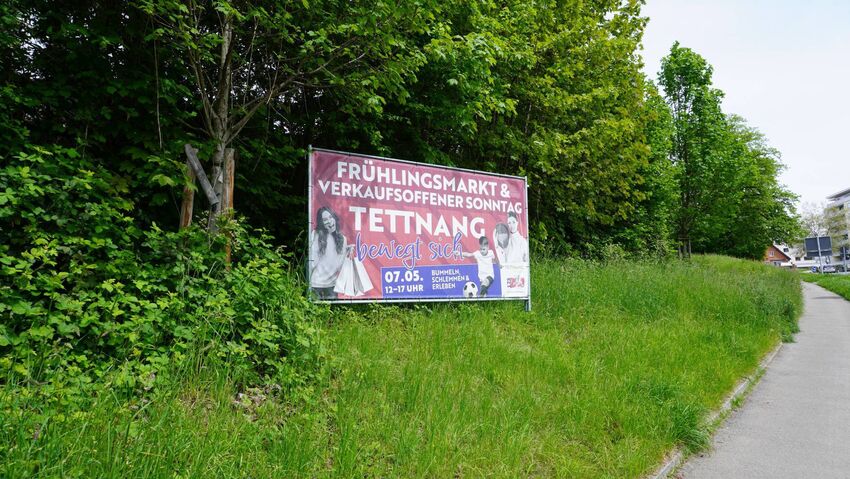 FRÜHLINGSMARKT &
VERKAUFSOFFENER SONNTAG
TETTNANG
bewegt sich
07.05.
12–17 UHR
BUMMELN,
SCHLEMMEN &
ERLEBEN